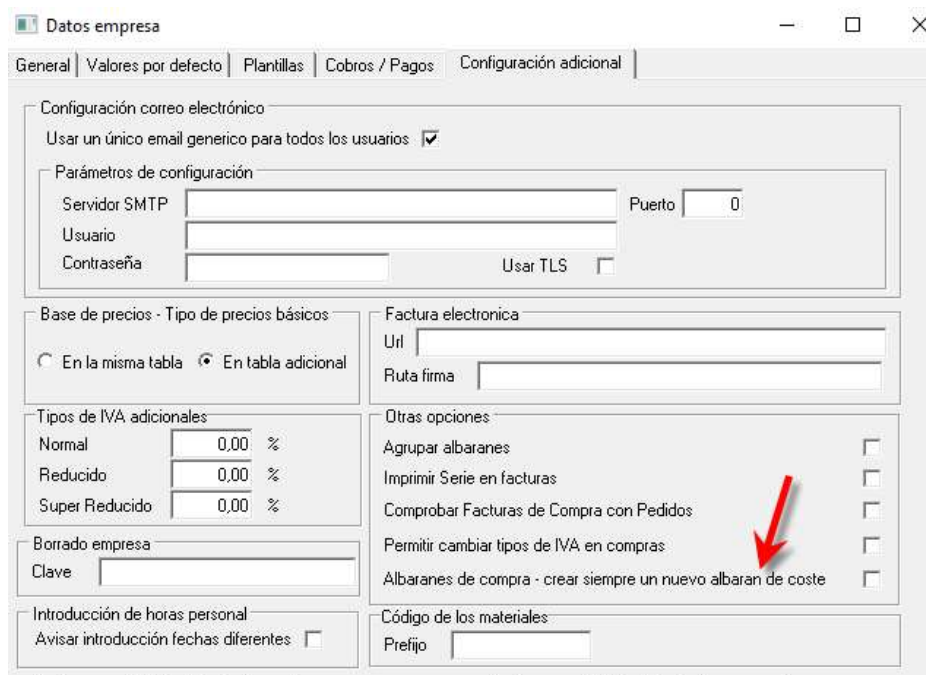 Datos empresa
General Valores por defecto Plantillas Cobros / Pagos Configuración adicional
Configuración correo electrónico
Usar un único email generico para todos los usuarios
Parámetros de configuración
Servidor SMTP Puerto 0
Usuario
Contraseña Usar TLS
Base de precios - Tipo de precios básicos
En la misma tabla En tabla adicional
Factura electronica
Url
Ruta firma
Tipos de IVA adicionales
Normal 0,00 %
Reducido 0,00 %
Super Reducido 0,00 %
Otras opciones
Agrupar albaranes
Imprimir Serie en facturas
Comprobar Facturas de Compra con Pedidos
Permitir cambiar tipos de IVA en compras
Albaranes de compra - crear siempre un nuevo albaran de coste
Borrado empresa
Clave
Introducción de horas personal
Avisar introducción fechas diferentes
Código de los materiales
Prefijo